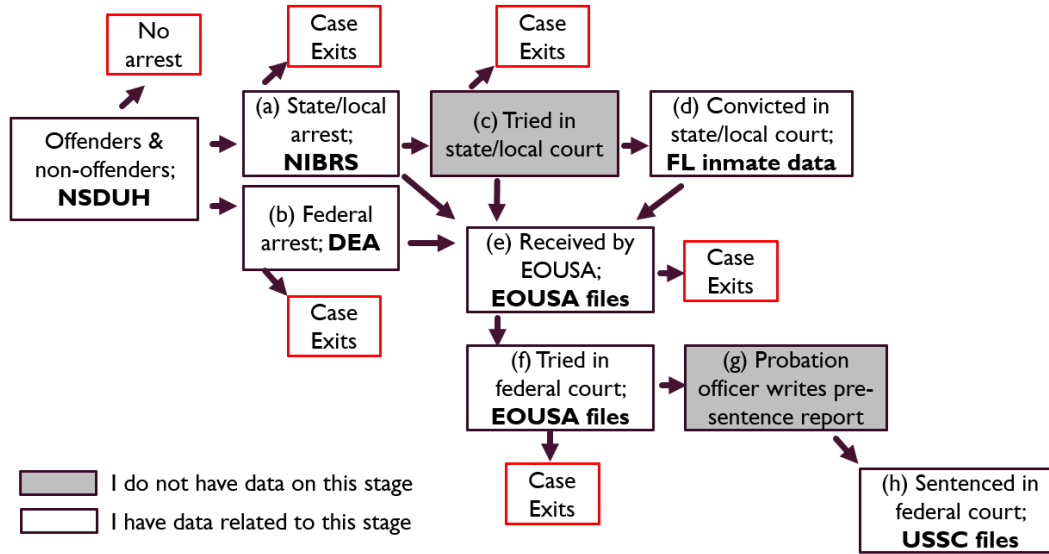 No
arrest
Case
Exits
Case
Exits
Offenders &
non-offenders;
NSDUH
(a) State/local
arrest;
NIBRS
(c) Tried in
state/local court
(d) Convicted in
state/local court;
FL inmate data
(b) Federal
arrest; DEA
(e) Received by
EOUSA;
EOUSA files
Case
Exits
Case
Exits
(f) Tried in
federal court;
EOUSA files
(g) Probation
officer writes pre-
sentence report
Case
Exits
(h) Sentenced in
federal court;
USSC files
I do not have data on this stage
I have data related to this stage